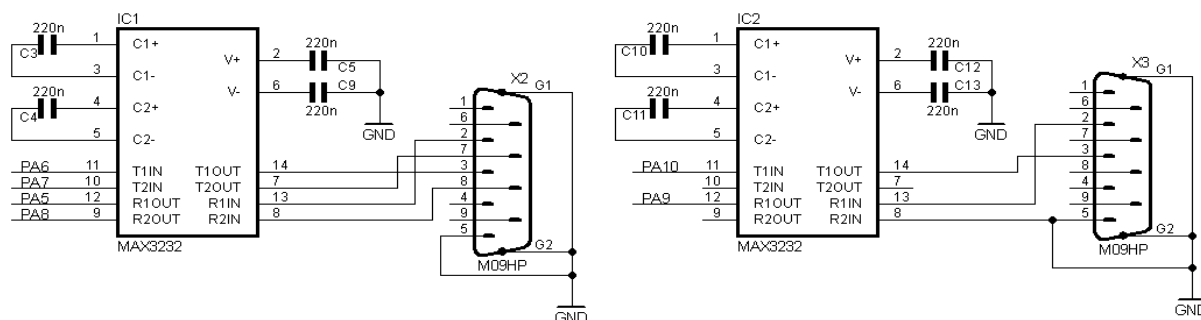 IC1
220n
C3
1
C1+
3
C1-
220n
C4
4
C2+
5
C2-
V+
2
220n
C5
V-
6
C9
220n
GND
PA6
11
T1IN
T1OUT
14
PA7
10
T2IN
T2OUT
7
PA5
12
R1OUT
R1IN
13
PA8
9
R2OUT
R2IN
8
MAX3232
X2
G1
1
6
2
7
3
8
4
9
5
G2
M09HP
GND
IC2
220n
C10
1
C1+
3
C1-
220n
C11
4
C2+
5
C2-
V+
2
220n
C12
V-
6
C13
220n
GND
PA10
11
T1IN
T1OUT
14
10
T2IN
T2OUT
7
PA9
12
R1OUT
R1IN
13
9
R2OUT
R2IN
8
MAX3232
X3
G1
1
6
2
7
3
8
4
9
5
G2
M09HP
GND